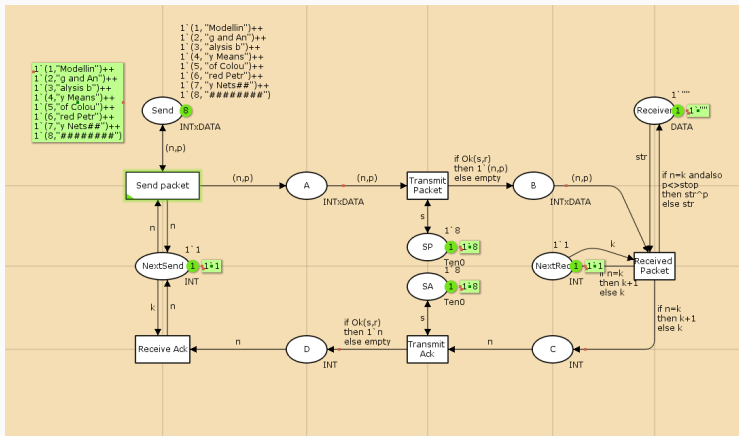 1`(1, "Modellin")++
1`(2, "g and An")++
1`(3, "alysis b")++
1`(4, "y Means")++
1`(5, "of Colou")++
1`(6, "red Petr")++
1`(7, "y Nets##")++
1`(8, "########")
1`(1,"Modellin")++
1`(2,"g and An")++
1`(3,"alysis b")++
1`(4,"y Means")++
1`(5,"of Colou")++
1`(6,"red Petr")++
1`(7,"y Nets##")++
1`(8,"########")
Send
8
INTxDATA
1`""
Receiver
1
1`""
DATA
(n,p)
str
if n=k andalso
p<>stop
then str^p
else str
Send packet
(n,p)
A
INTxDATA
(n,p)
Transmit
Packet
if Ok(s,r)
then 1`(n,p)
else empty
B
INTxDATA
(n,p)
n
n
s
1`8
SP
1
1`8
Ten0
1`1
NextSend
1
1`1
INT
1`1
NextRec
1
1`1
INT
k
Received
Packet
if n=k
then k+1
else k
1`8
SA
1
1`8
Ten0
k
n
s
if n=k
then k+1
else k
Receive Ack
n
D
INT
if Ok(s,r)
then 1`n
else empty
Transmit
Ack
n
C
INT